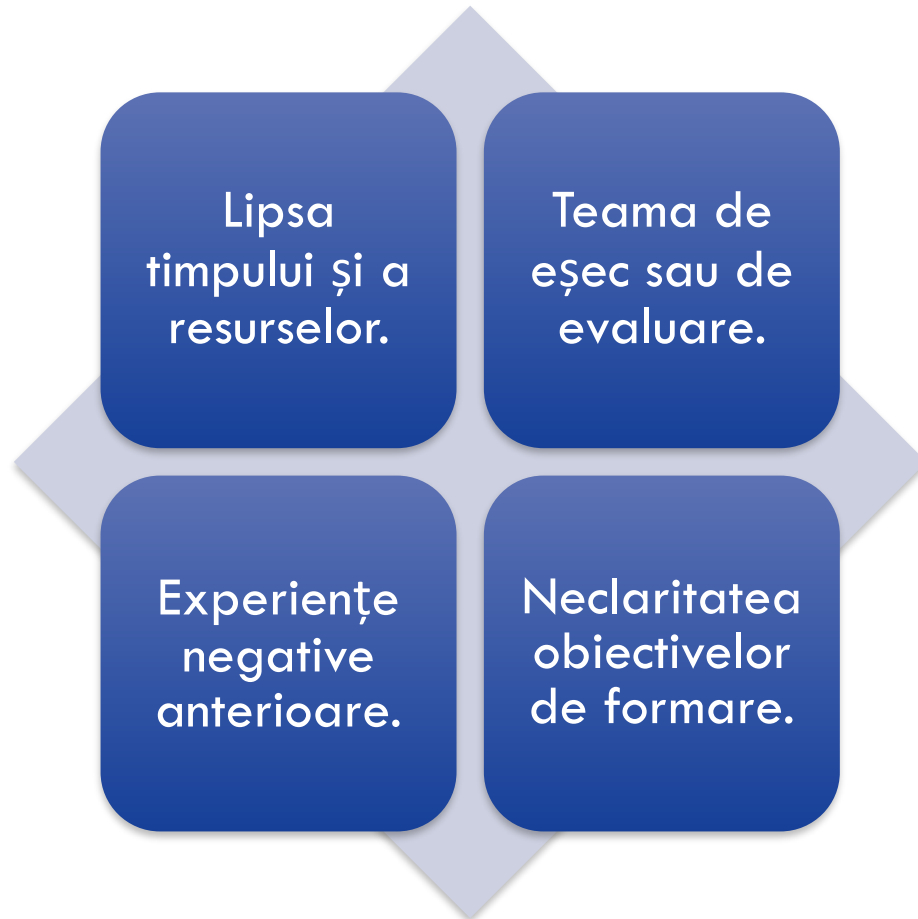 Lipsa
timpului și a
resurselor.
Teama de
eșec sau de
evaluare.
Experiențe
negative
anterioare.
Neclaritatea
obiectivelor
de formare.